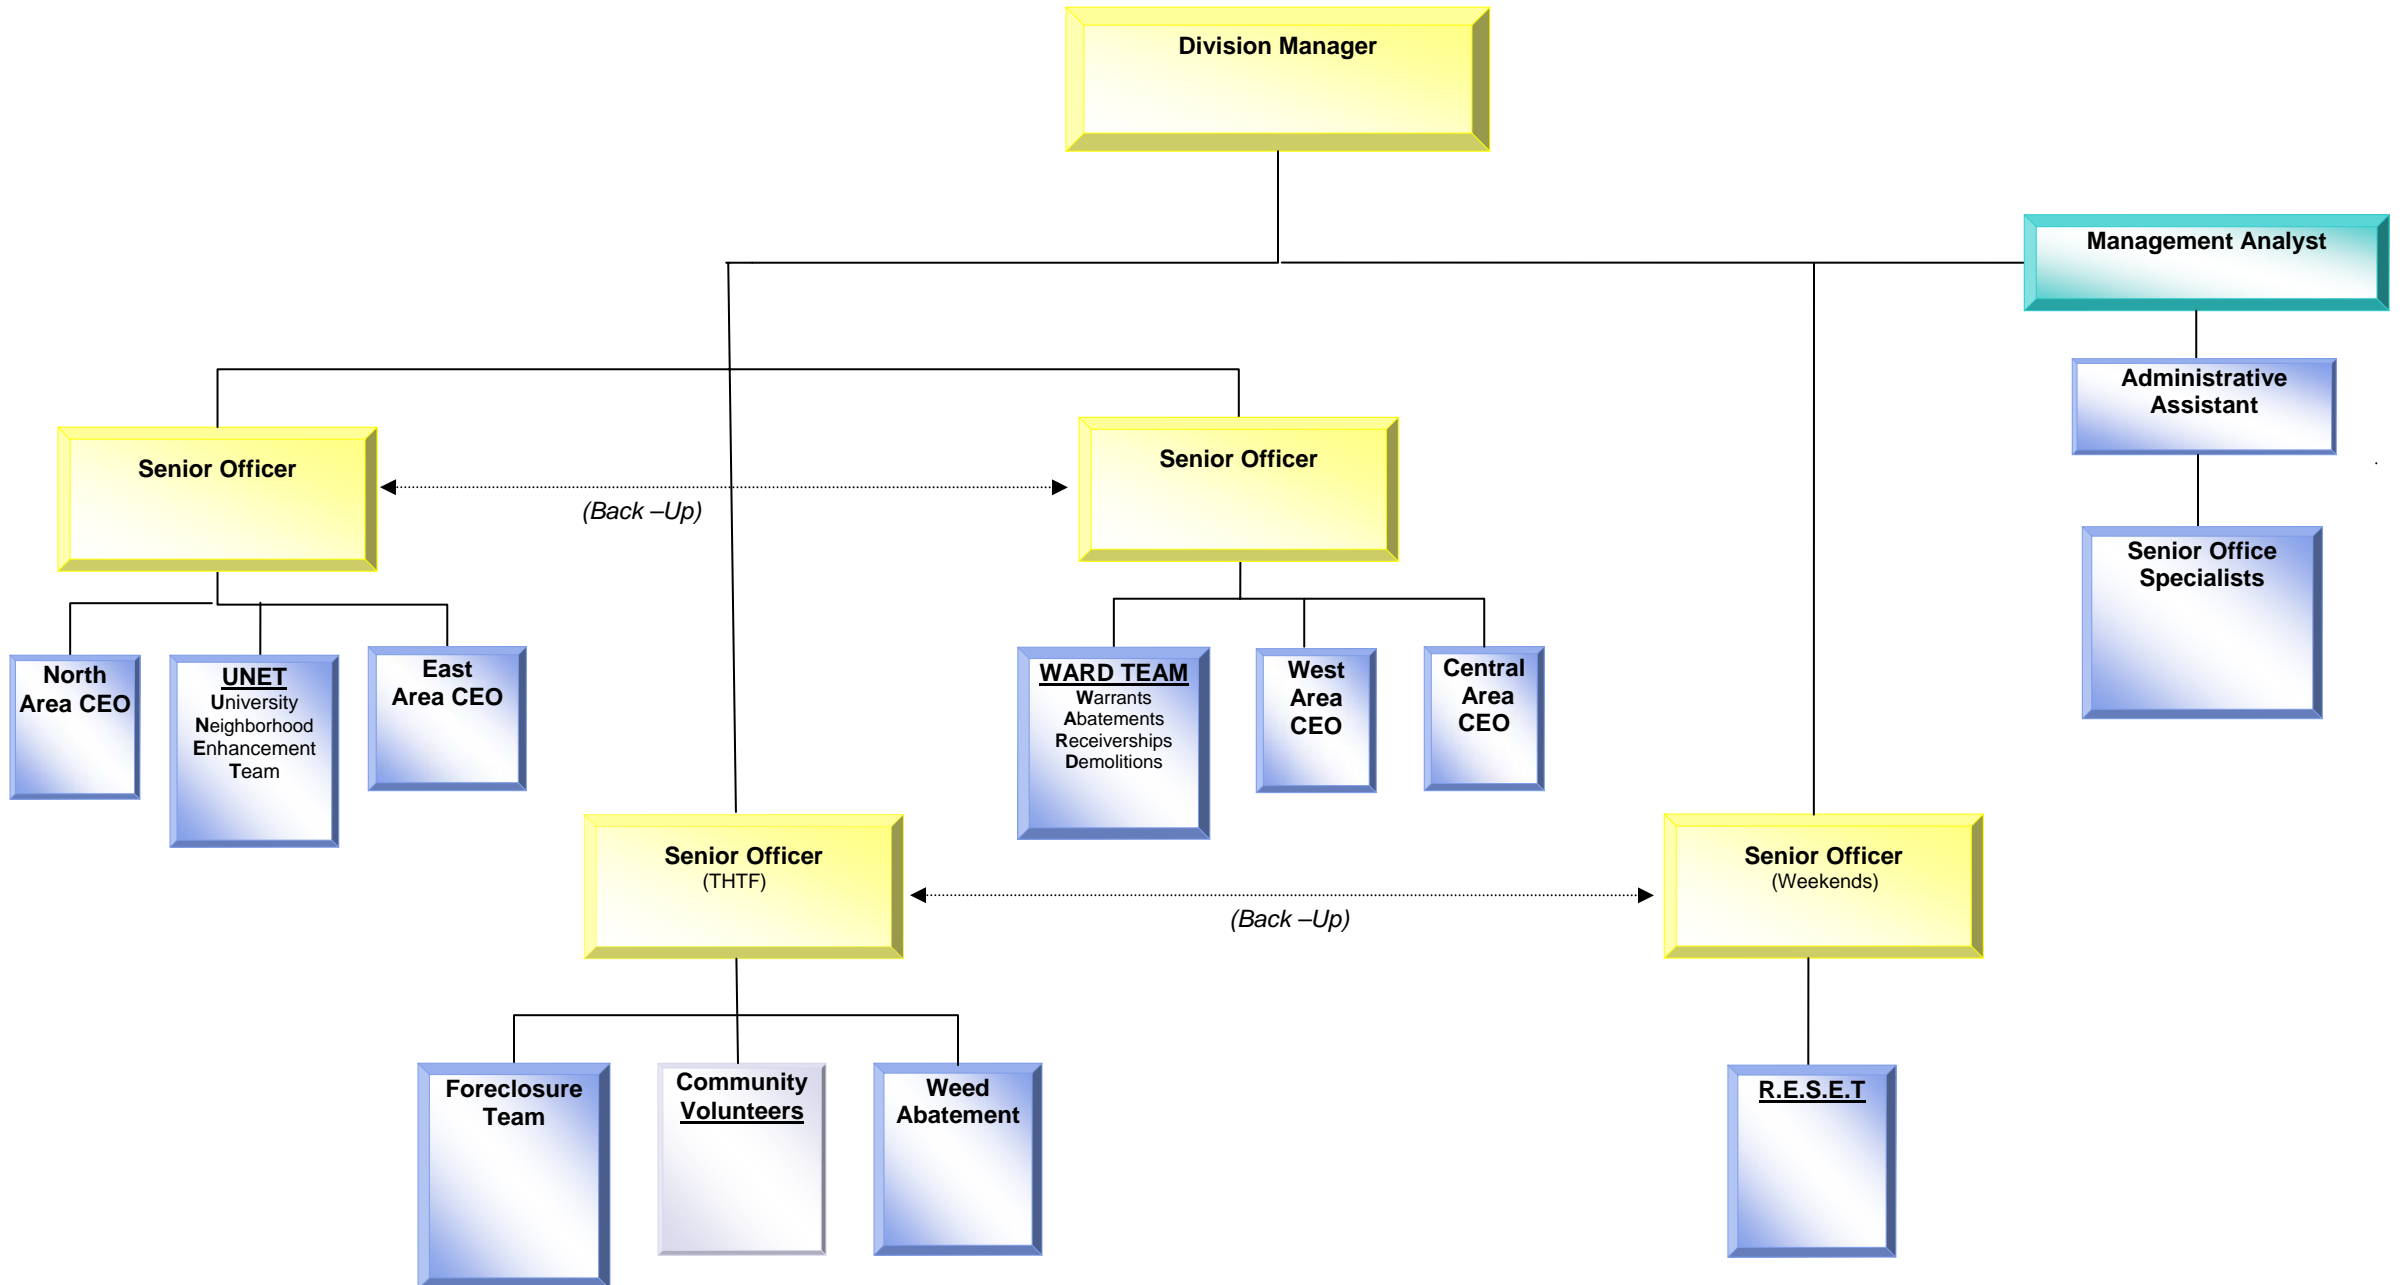 Division Manager
Management Analyst
Administrative
Assistant
Senior Officer
Senior Officer
(Back –Up)
Senior Office
Specialists
North
Area CEO
UNET
University
Neighborhood
Enhancement
Team
East
Area CEO
WARD TEAM
Warrants
Abatements
Receiverships
Demolitions
West
Area
CEO
Central
Area
CEO
Senior Officer
(THTF)
Senior Officer
(Weekends)
(Back –Up)
Foreclosure
Team
Community
Volunteers
Weed
Abatement
R.E.S.E.T